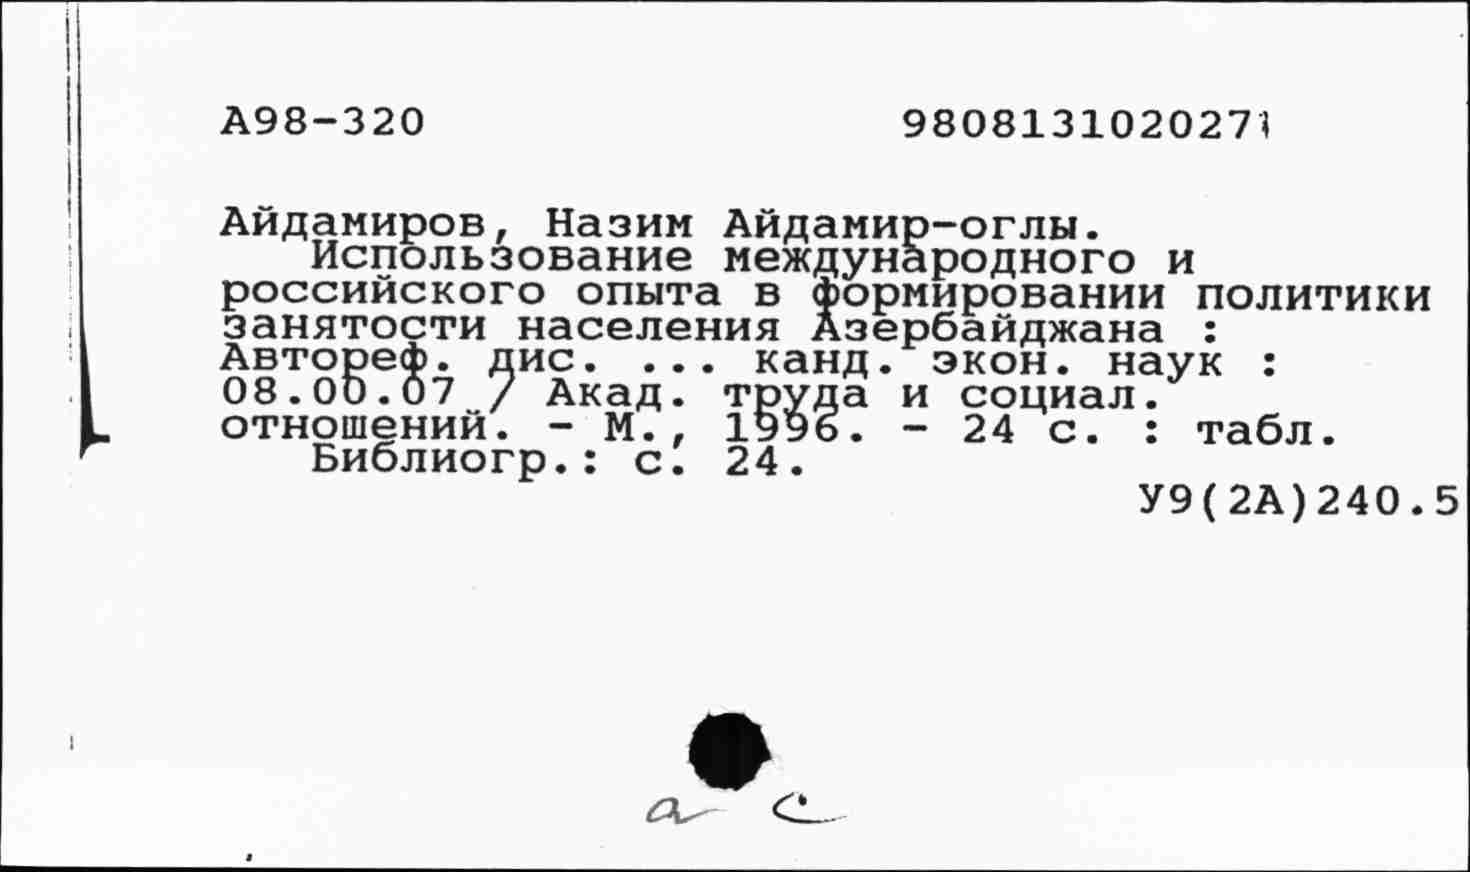 А98-320 9808131020271
Айдамиров, Назим Айдамир-оглы.
Использование международного и
российского опыта в формировании политики
занятости населения Азербайджана :
Автореф. дис. ... канд. экон. наук :
08.00.07 / Акад. труда и социал.
отношений. - М., 1996. - 24 с. : табл.
Библиогр.: с. 24.
У9(2А)240.5
а с